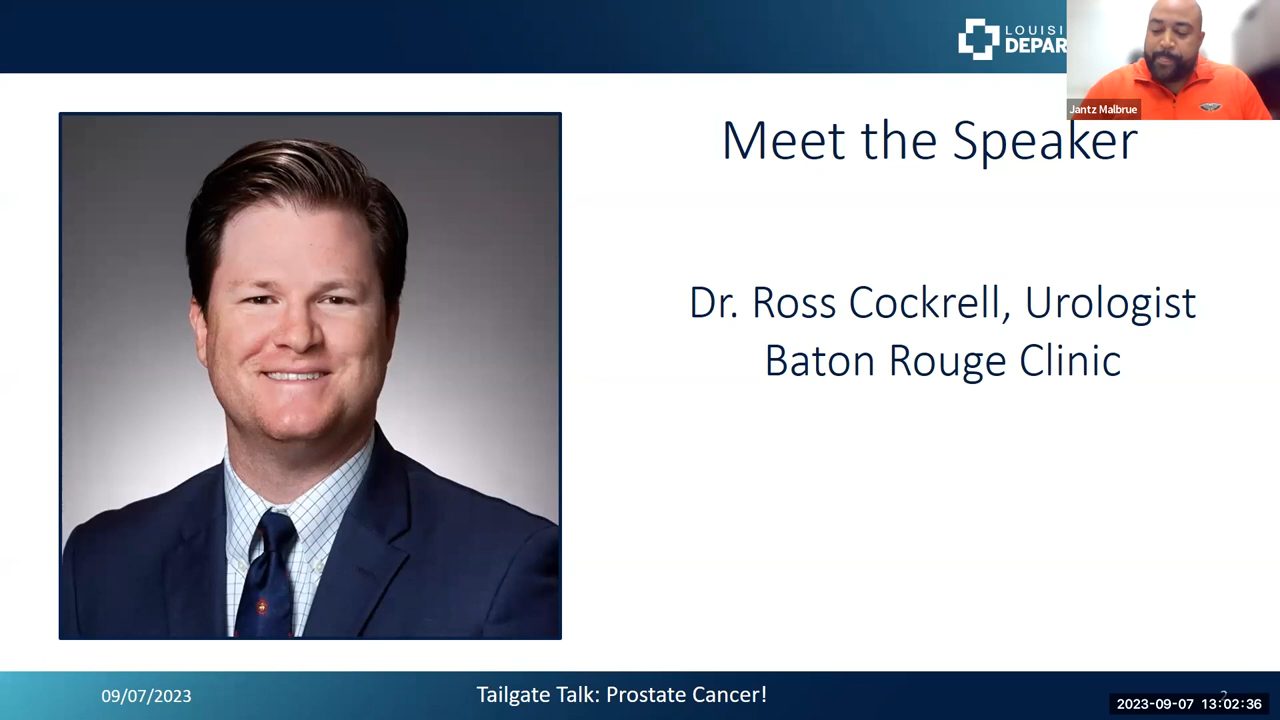 LOUISI
DEPAR
Jantz Malbrue
Meet the Speaker
Dr. Ross Cockrell, Urologist
Baton Rouge Clinic
09/07/2023
Tailgate Talk: Prostate Cancer!
2
2023-09-07 13:02:36